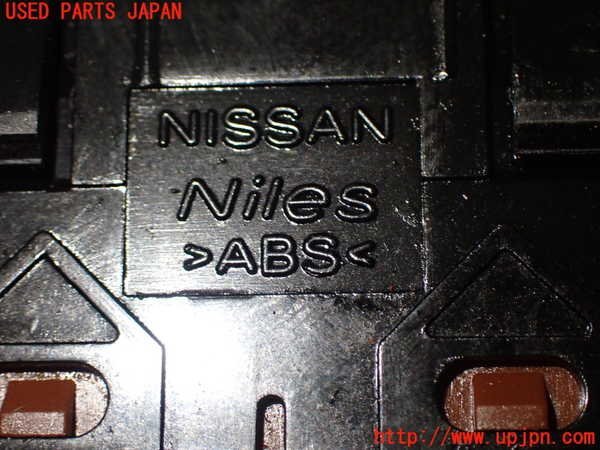 USED PARTS JAPAN
NISSAN
Niles
>ABS<
http://www.upjpn.com